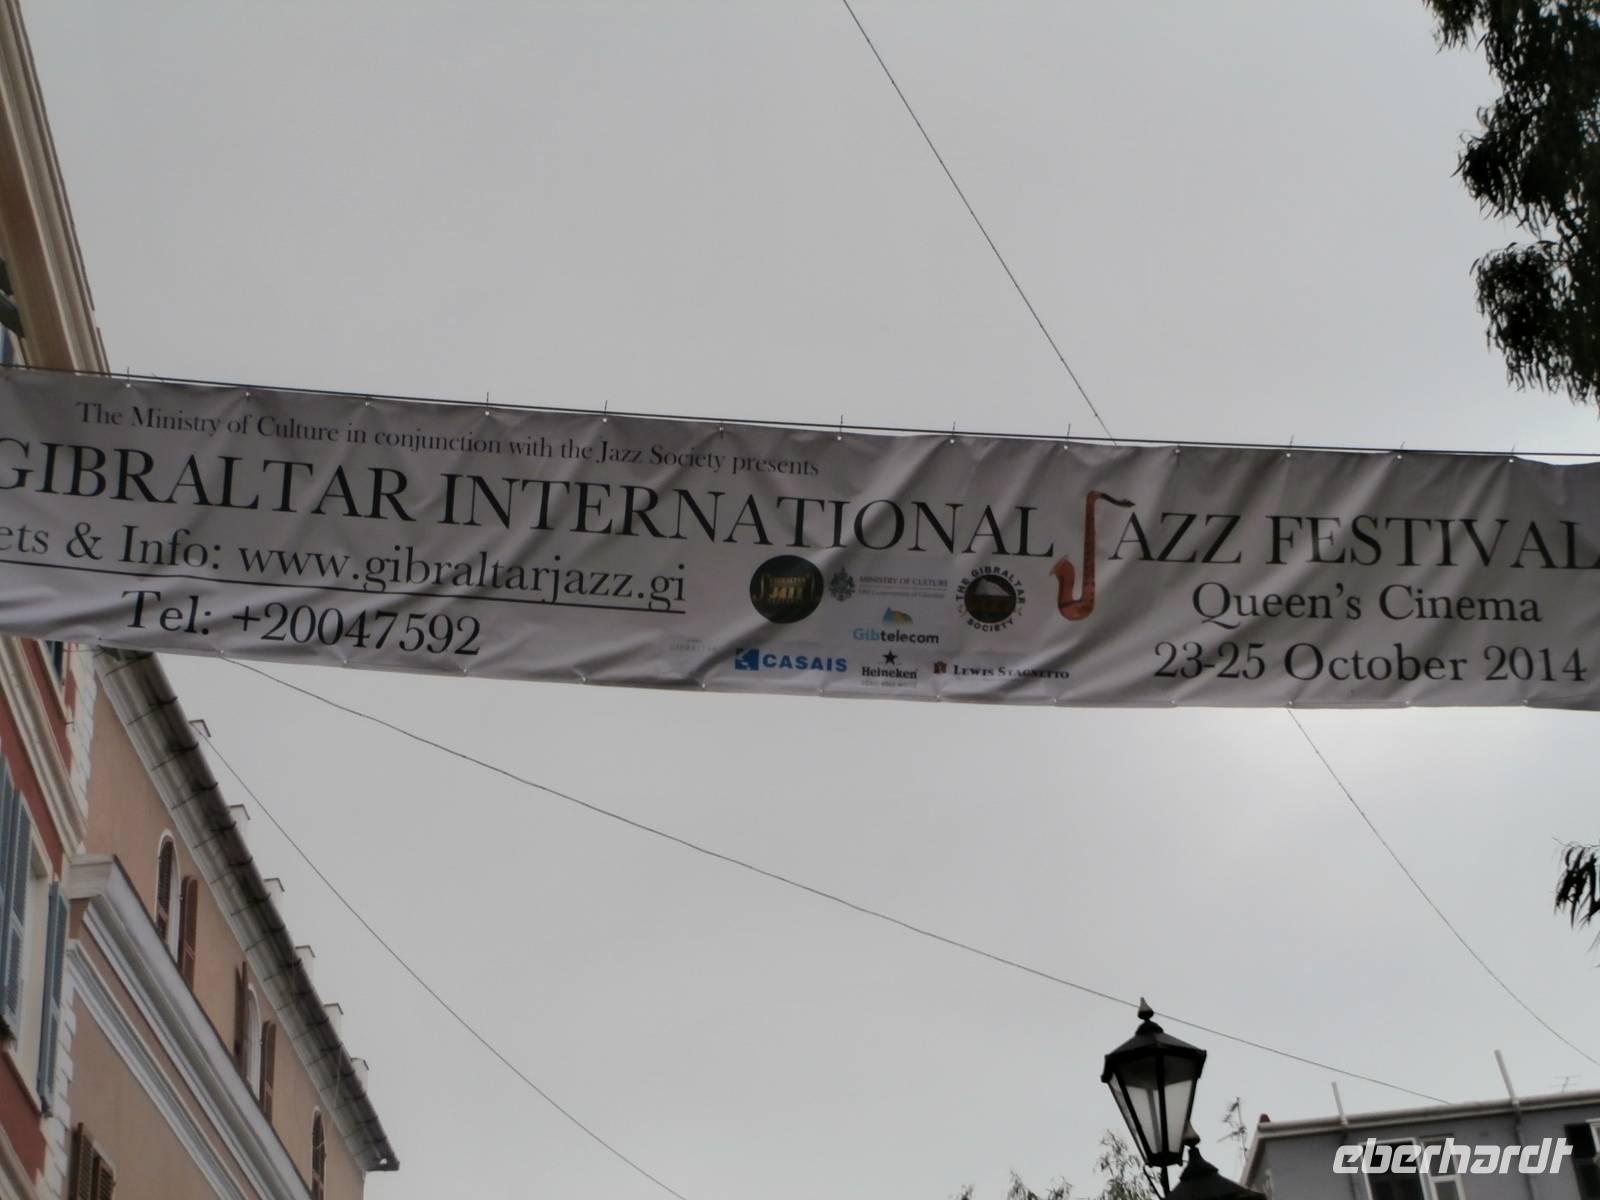 The Ministry of Culture in conjunction with the Jazz Society presents
GIBRALTAR INTERNATIONAL JAZZ FESTIVAL
ets & Info: www.gibraltarjazz.gi
Tel: +20047592
Queen's Cinema
23-25 October 2014
MINISTRY OF CULTURE
THE GIBRALTAR
SOCIETY
Gibtelecom
CASAIS
Heineken
LEWIS STAGNETTO
eberhardt